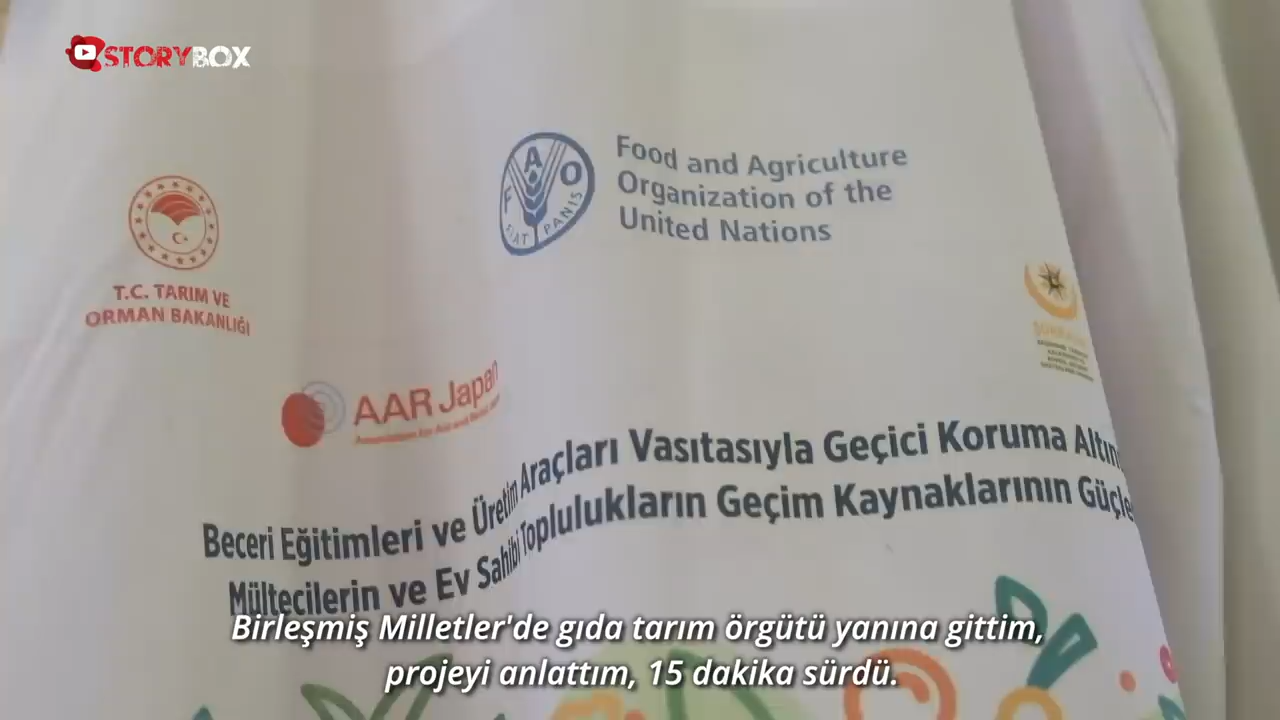 STORYBOX
FAO
FIAT PANIS
Food and Agriculture
Organization of the
United Nations
T.C. TARIM VE
ORMAN BAKANLIĞI
AAR Japan
Beceri Eğitimleri ve Üretim Araçları Vasıtasıyla Geçici Koruma Altın
Mültecilerin ve Ev Sahibi Toplulukların Geçim Kaynaklarının Güçle
Birleşmiş Milletler'de gıda tarım örgütü yanına gittim,
projeyi anlattım, 15 dakika sürdü.